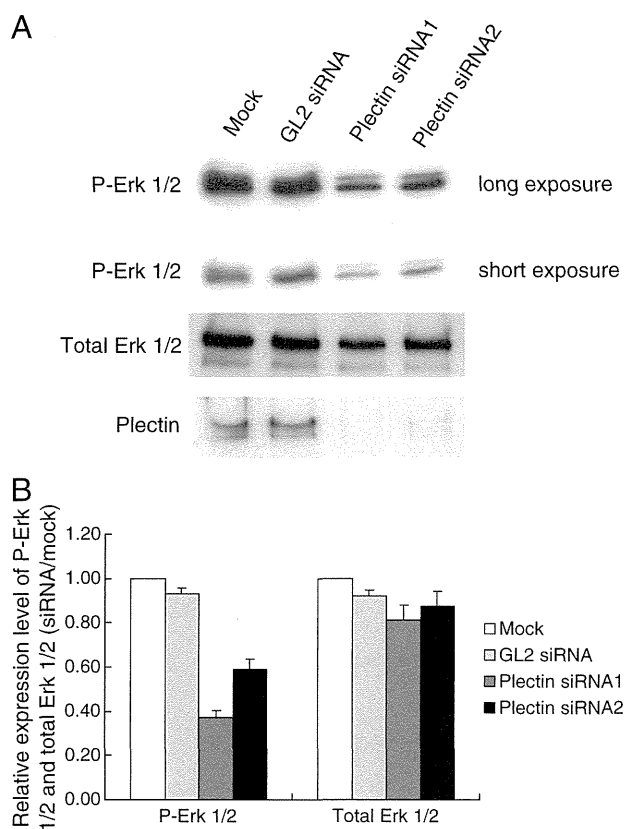 A
Mock
GL2 siRNA
Plectin siRNA1
Plectin siRNA2
P-Erk 1/2
long exposure
P-Erk 1/2
short exposure
Total Erk 1/2
Plectin
B
Relative expression level of P-Erk
1/2 and total Erk 1/2 (siRNA/mock)
1.20
1.00
0.80
0.60
0.40
0.20
0.00
P-Erk 1/2
Total Erk 1/2
Mock
GL2 siRNA
Plectin siRNA1
Plectin siRNA2